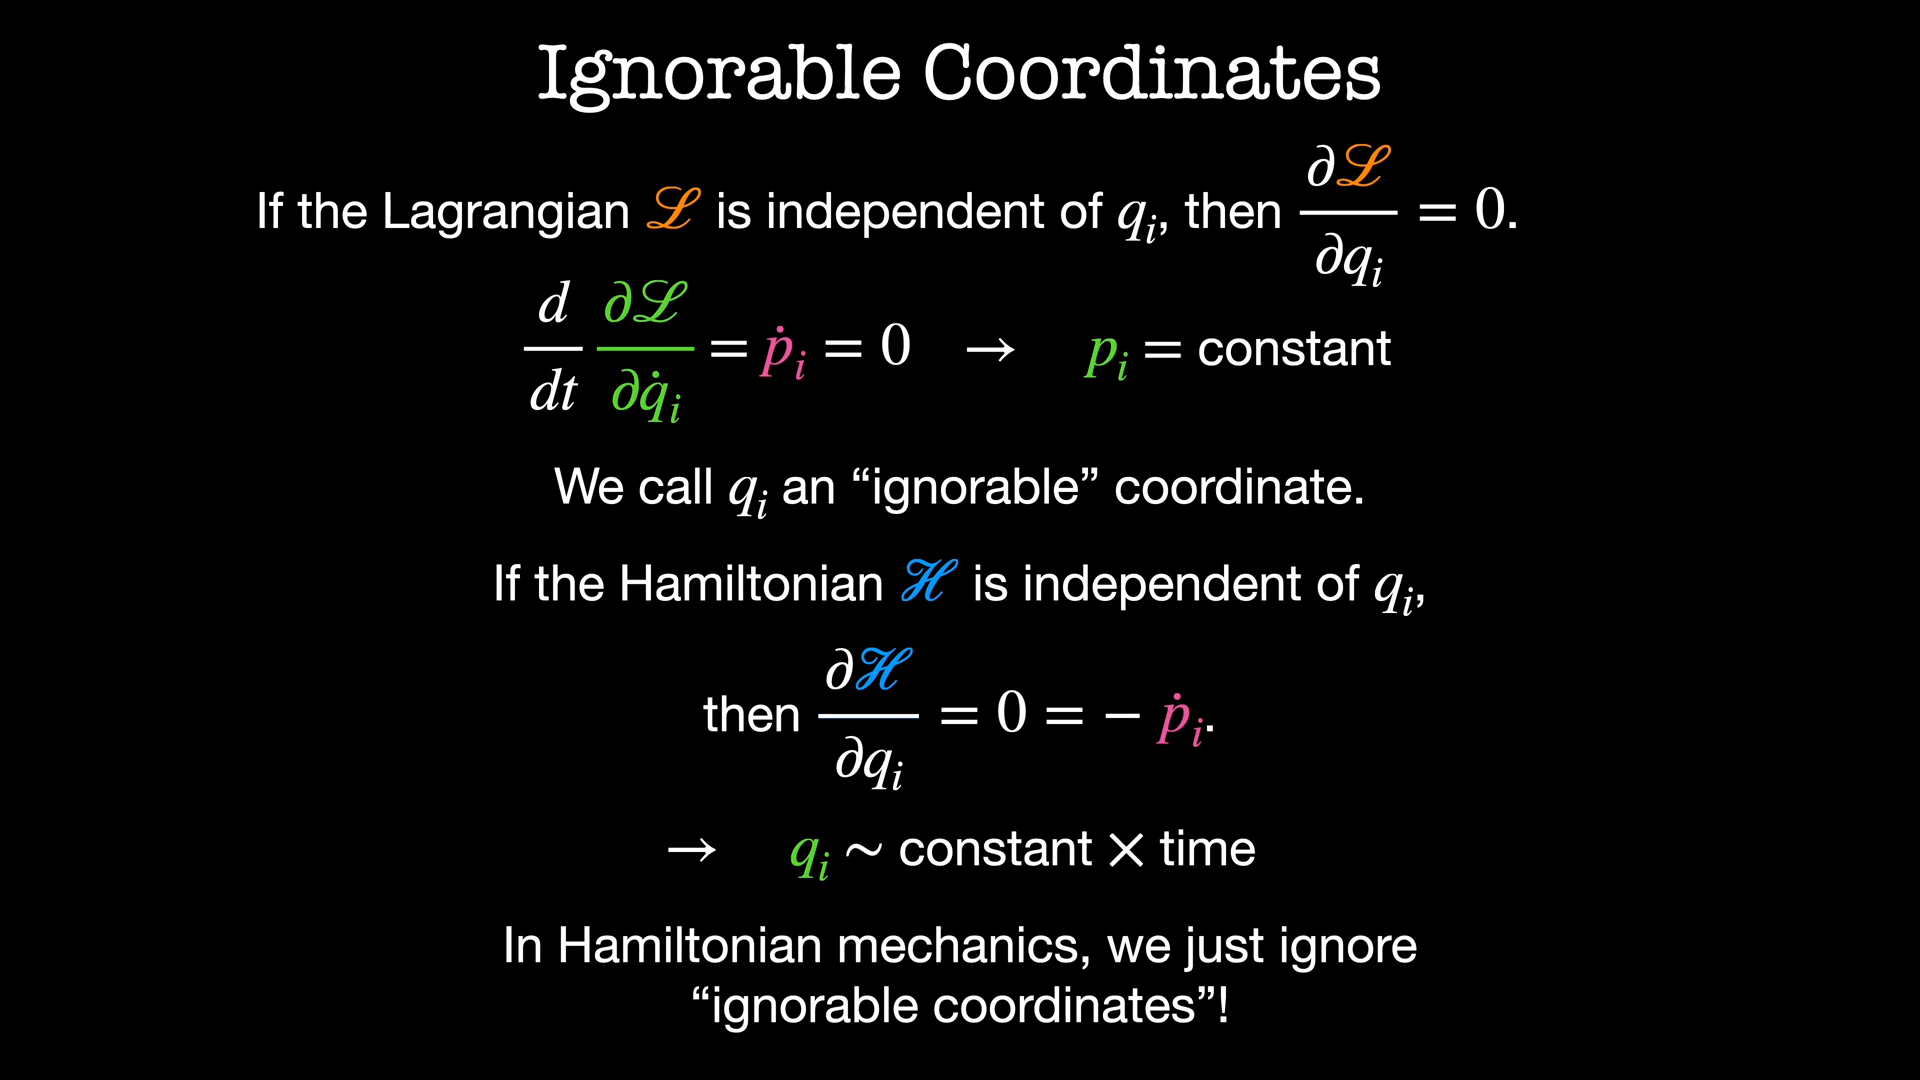 Ignorable Coordinates
If the Lagrangian ℒ is independent of qᵢ, then ∂ℒ/∂qᵢ = 0.
d/dt ∂ℒ/∂q̇ᵢ = ṗᵢ = 0 → pᵢ = constant
We call qᵢ an “ignorable” coordinate.
If the Hamiltonian ℋ is independent of qᵢ,
then ∂ℋ/∂qᵢ = 0 = − ṗᵢ.
→ qᵢ ∼ constant × time
In Hamiltonian mechanics, we just ignore
“ignorable coordinates”!